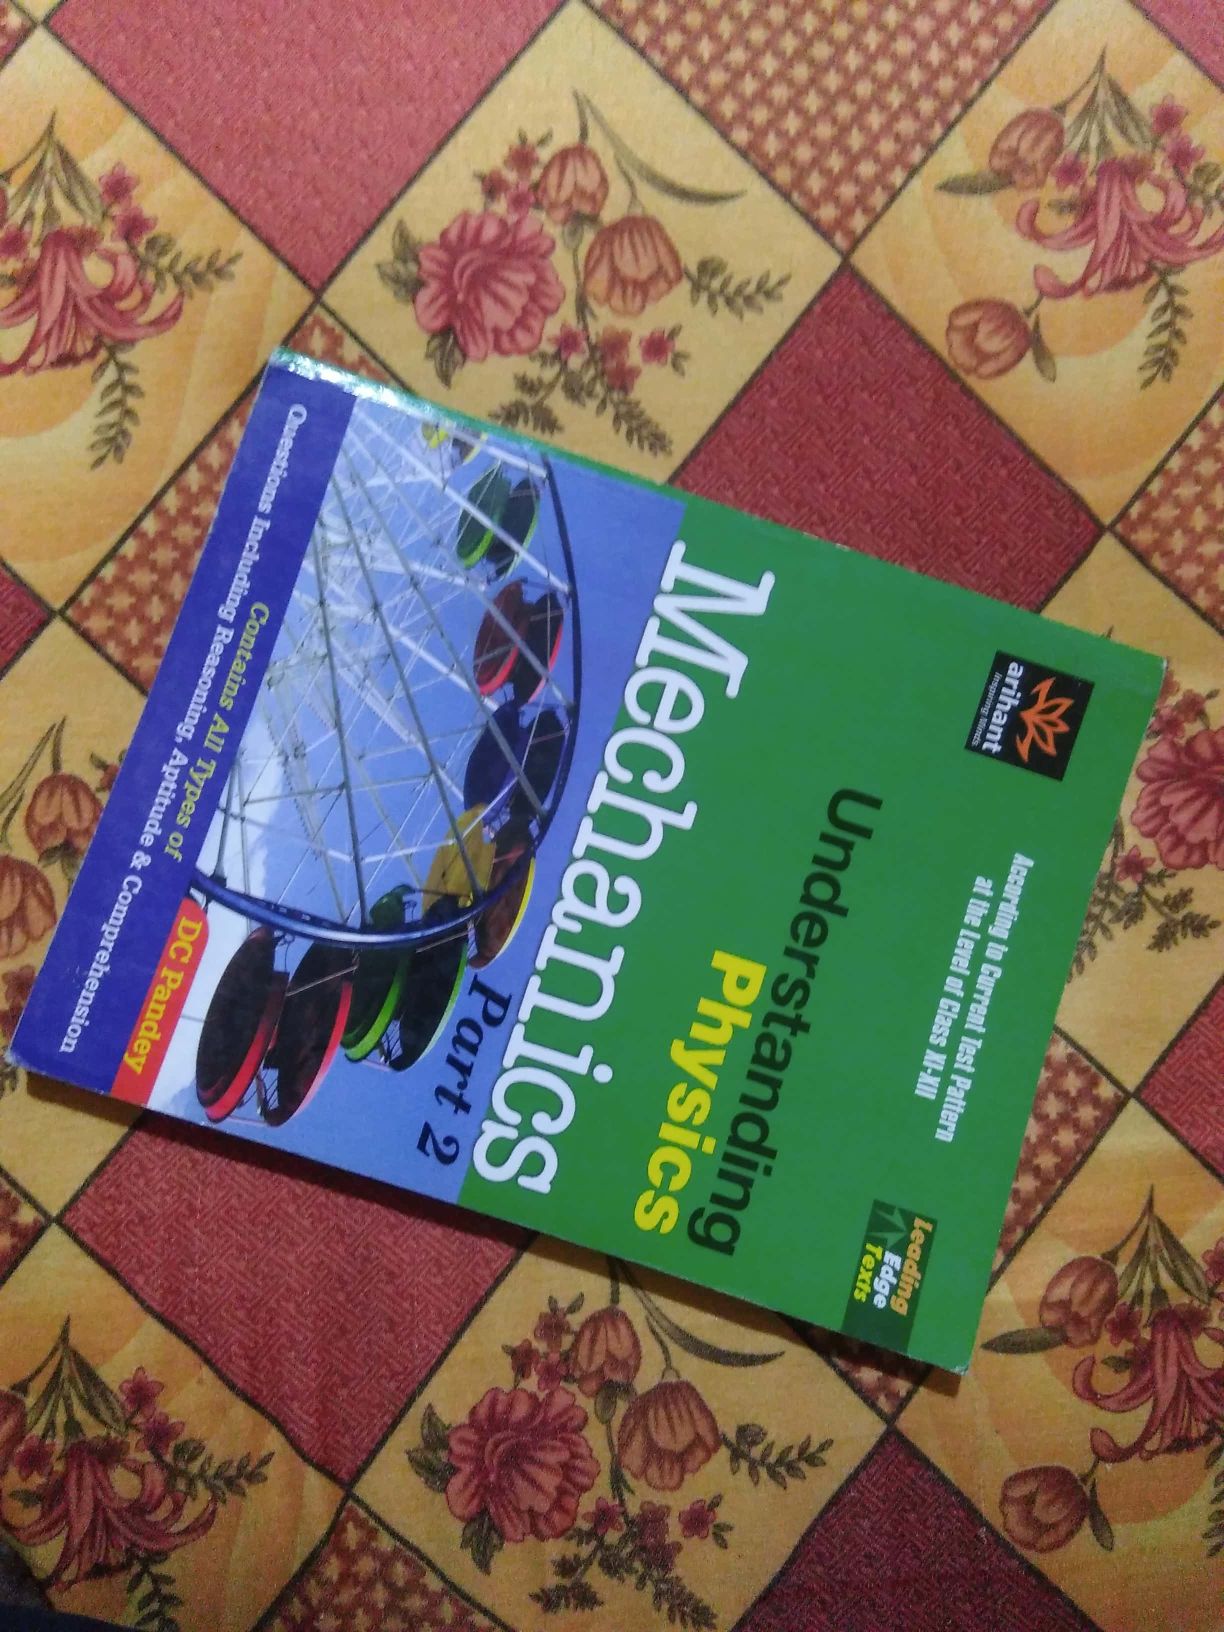 arihant
Inspiring Minds
According to Current Test Pattern
at the Level of Class XI-XII
Leading
Edge
Texts
Understanding
Physics
Mechanics
Part 2
DC Pandey
Contains All Types of
Questions Including Reasoning, Aptitude & Comprehension